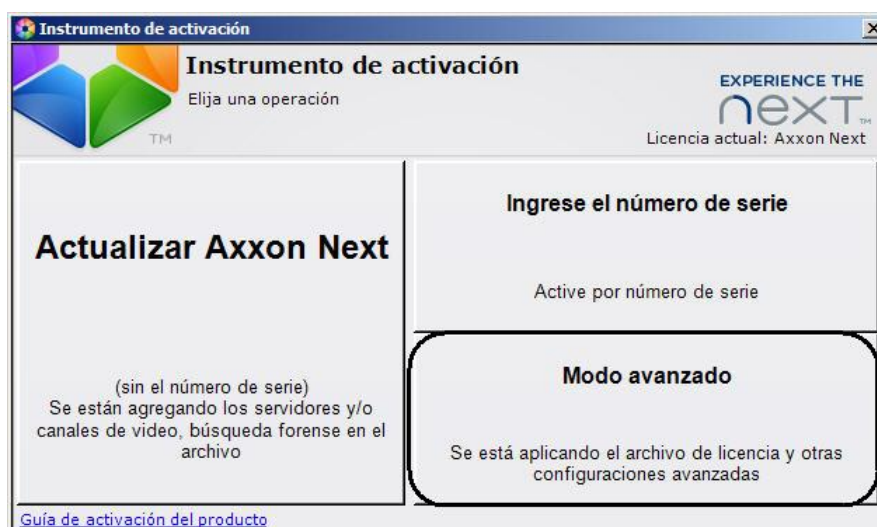 Instrumento de activación
Instrumento de activación
Elija una operación
EXPERIENCE THE
next™
Licencia actual: Axxon Next
TM
Actualizar Axxon Next
(sin el número de serie)
Se están agregando los servidores y/o
canales de video, búsqueda forense en el
archivo
Ingrese el número de serie
Active por número de serie
Modo avanzado
Se está aplicando el archivo de licencia y otras
configuraciones avanzadas
Guía de activación del producto